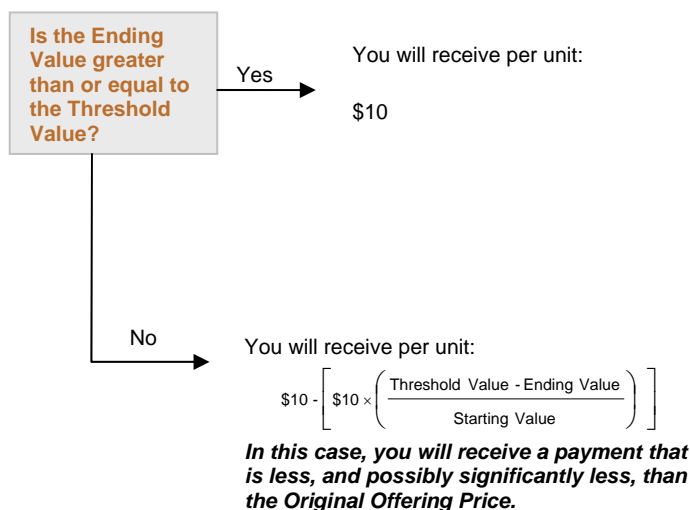 Is the Ending
Value greater
than or equal to
the Threshold
Value?
Yes
You will receive per unit:
$10
No
You will receive per unit:
$10 - [ $10 × ( Threshold Value - Ending Value / Starting Value ) ]
In this case, you will receive a payment that
is less, and possibly significantly less, than
the Original Offering Price.